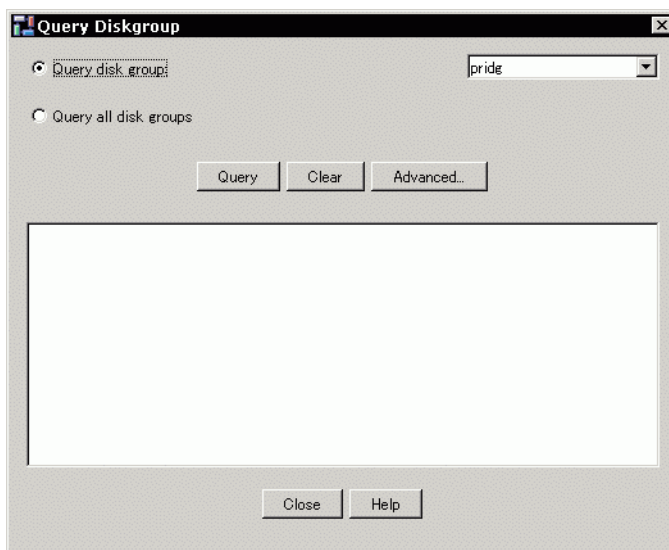 Query Diskgroup
Query disk group:
pridg
Query all disk groups
Query
Clear
Advanced...
Close
Help